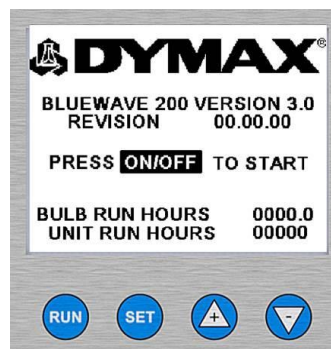 DYMAX®
BLUEWAVE 200 VERSION 3.0
REVISION 00.00.00
PRESS ON/OFF TO START
BULB RUN HOURS 0000.0
UNIT RUN HOURS 00000
RUN SET + -